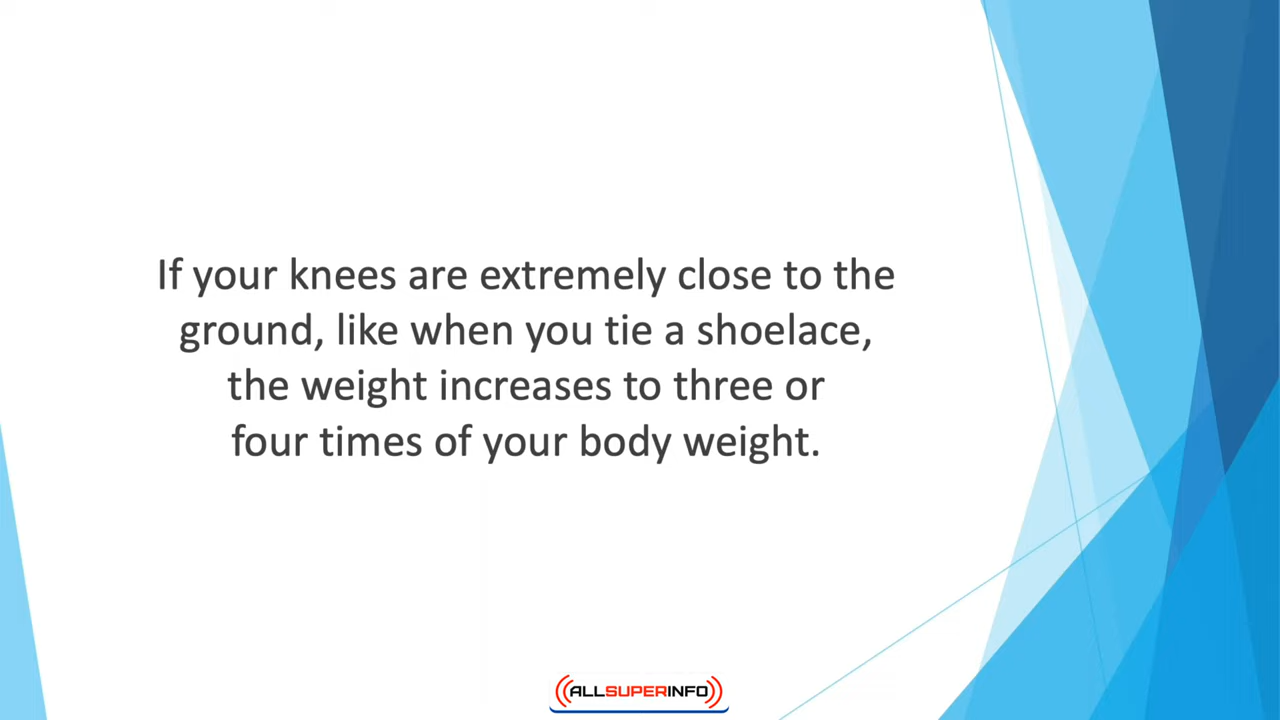 If your knees are extremely close to the
ground, like when you tie a shoelace,
the weight increases to three or
four times of your body weight.
ALLSUPERINFO